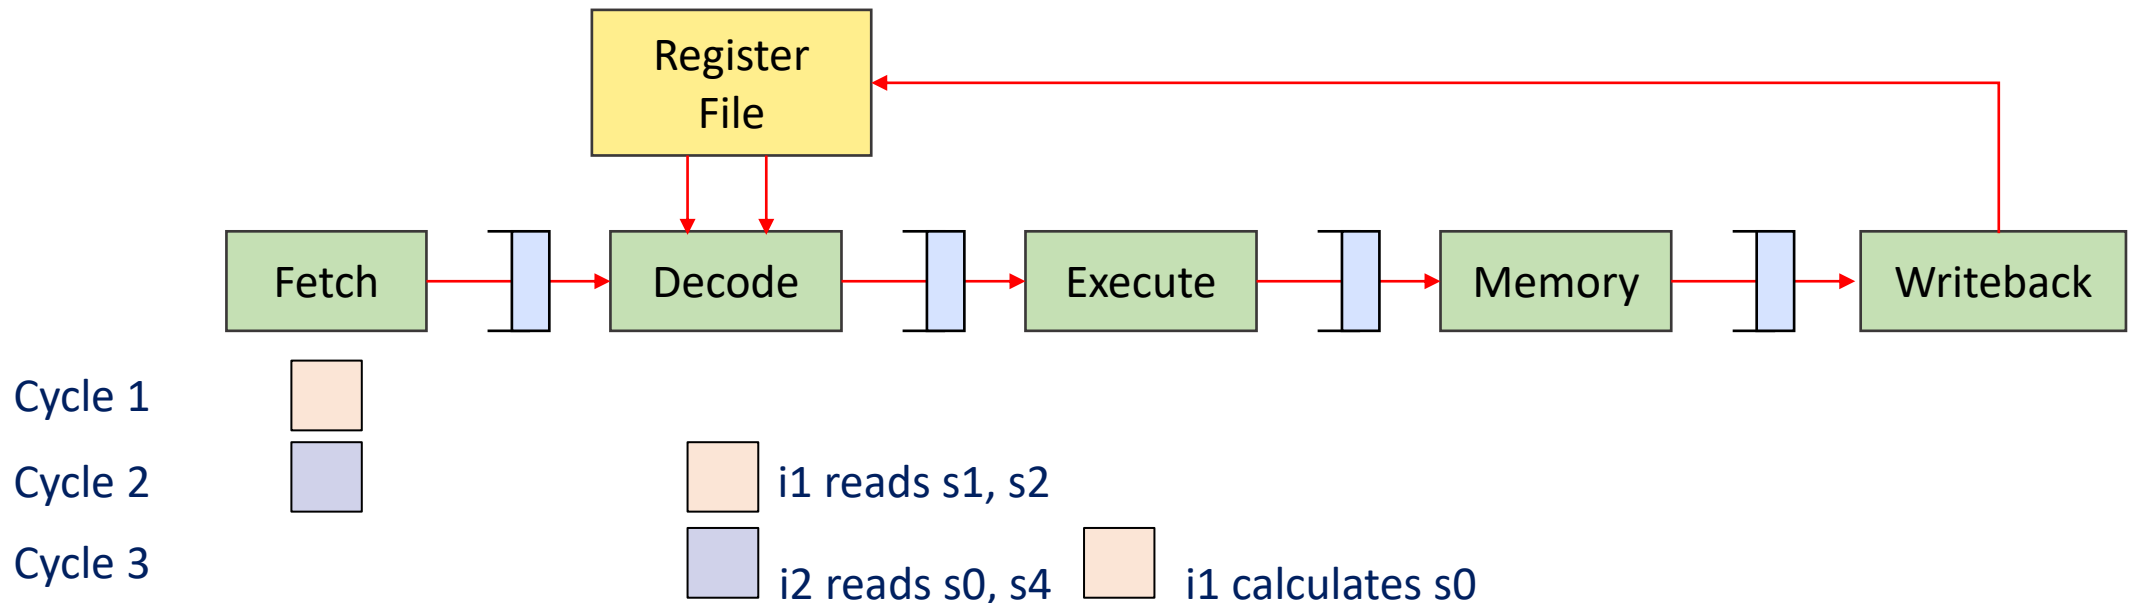 Register
File
Fetch
Decode
Execute
Memory
Writeback
Cycle 1
Cycle 2
i1 reads s1, s2
Cycle 3
i2 reads s0, s4
i1 calculates s0